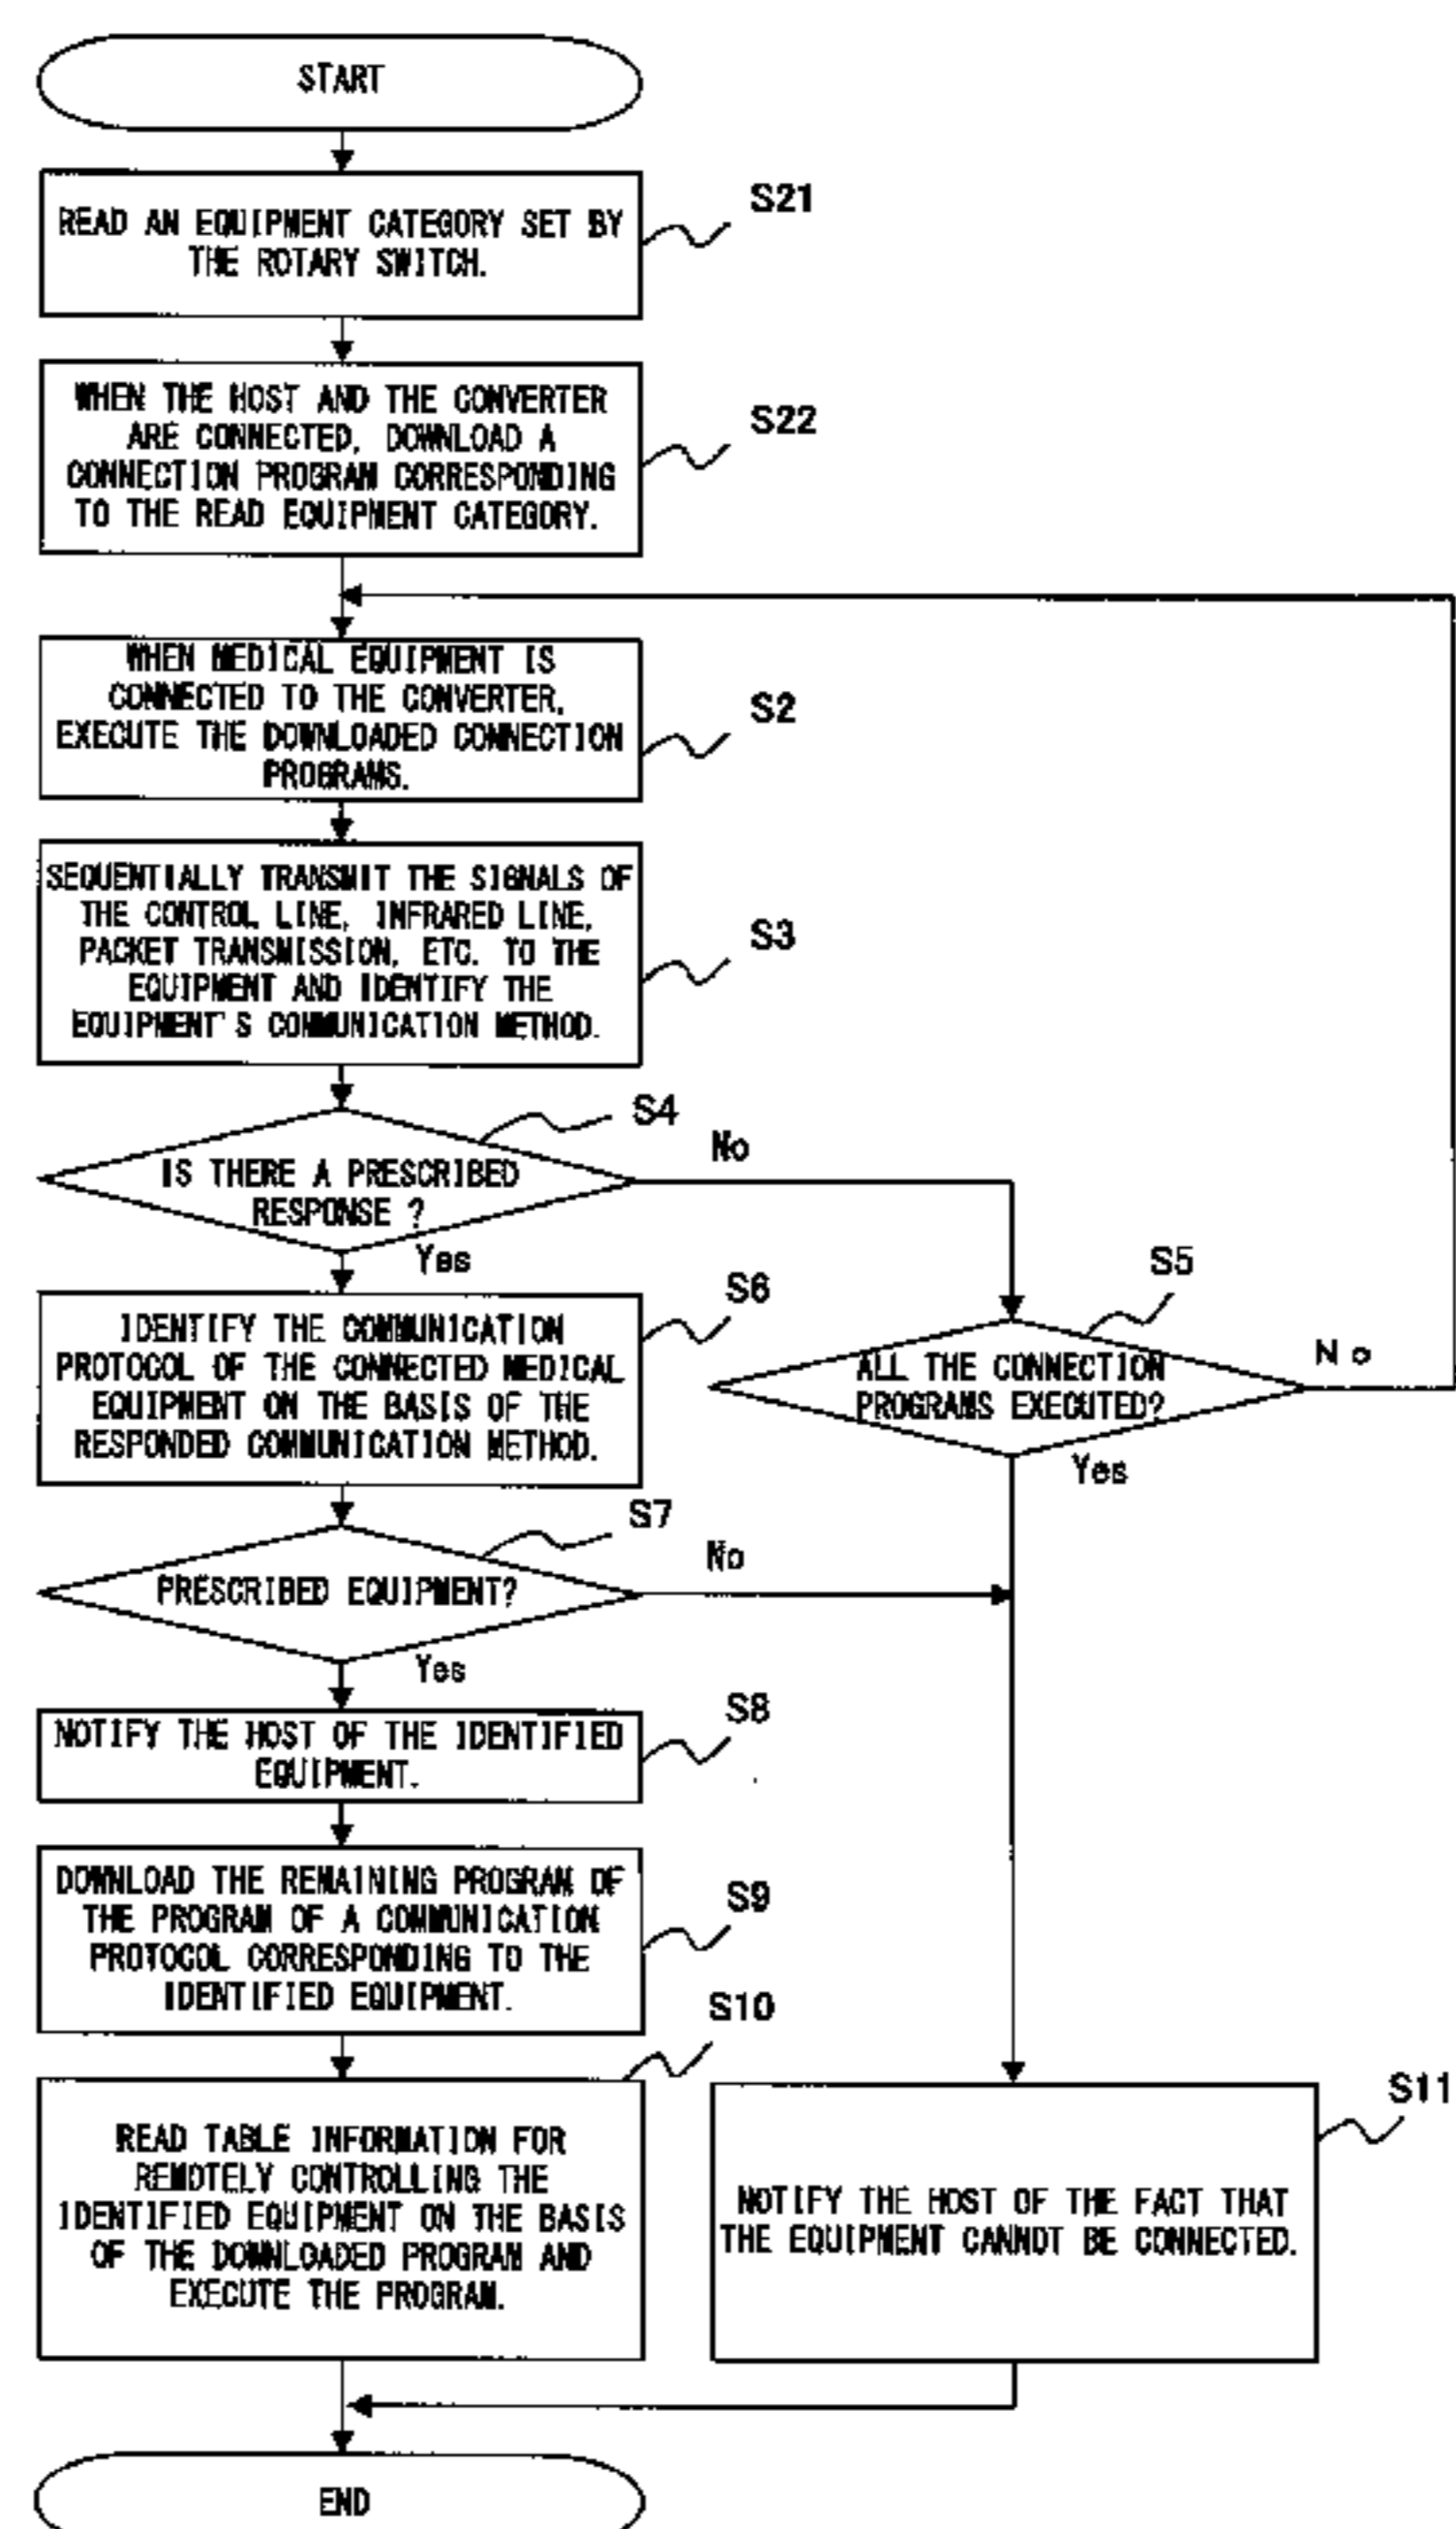 START
READ AN EQUIPMENT CATEGORY SET BY
THE ROTARY SWITCH.
S21
WHEN THE HOST AND THE CONVERTER
ARE CONNECTED, DOWNLOAD A
CONNECTION PROGRAM CORRESPONDING
TO THE READ EQUIPMENT CATEGORY.
S22
WHEN MEDICAL EQUIPMENT IS
CONNECTED TO THE CONVERTER,
EXECUTE THE DOWNLOADED CONNECTION
PROGRAMS.
S2
SEQUENTIALLY TRANSMIT THE SIGNALS OF
THE CONTROL LINE, INFRARED LINE,
PACKET TRANSMISSION, ETC. TO THE
EQUIPMENT AND IDENTIFY THE
EQUIPMENT'S COMMUNICATION METHOD.
S3
S4
No
IS THERE A PRESCRIBED
RESPONSE ?
Yes
S5
S6
IDENTIFY THE COMMUNICATION
PROTOCOL OF THE CONNECTED MEDICAL
EQUIPMENT ON THE BASIS OF THE
RESPONDED COMMUNICATION METHOD.
ALL THE CONNECTION
PROGRAMS EXECUTED?
No
Yes
S7
No
PRESCRIBED EQUIPMENT?
Yes
S8
NOTIFY THE HOST OF THE IDENTIFIED
EQUIPMENT.
DOWNLOAD THE REMAINING PROGRAM OF
THE PROGRAM OF A COMMUNICATION
PROTOCOL CORRESPONDING TO THE
IDENTIFIED EQUIPMENT.
S9
S10
READ TABLE INFORMATION FOR
REMOTELY CONTROLLING THE
IDENTIFIED EQUIPMENT ON THE BASIS
OF THE DOWNLOADED PROGRAM AND
EXECUTE THE PROGRAM.
S11
NOTIFY THE HOST OF THE FACT THAT
THE EQUIPMENT CANNOT BE CONNECTED.
END